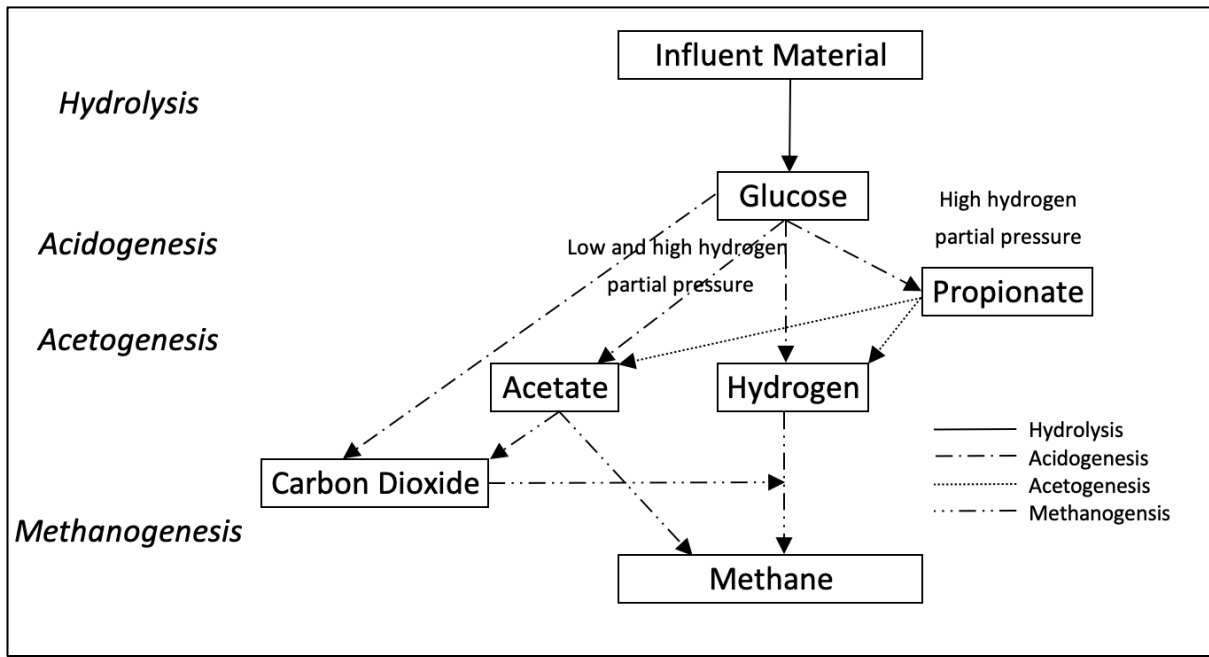 Influent Material
Hydrolysis
Glucose
High hydrogen
partial pressure
Acidogenesis
Low and high hydrogen
partial pressure
Propionate
Acetogenesis
Acetate
Hydrogen
Hydrolysis
Acidogenesis
Acetogenesis
Methanogensis
Carbon Dioxide
Methanogenesis
Methane